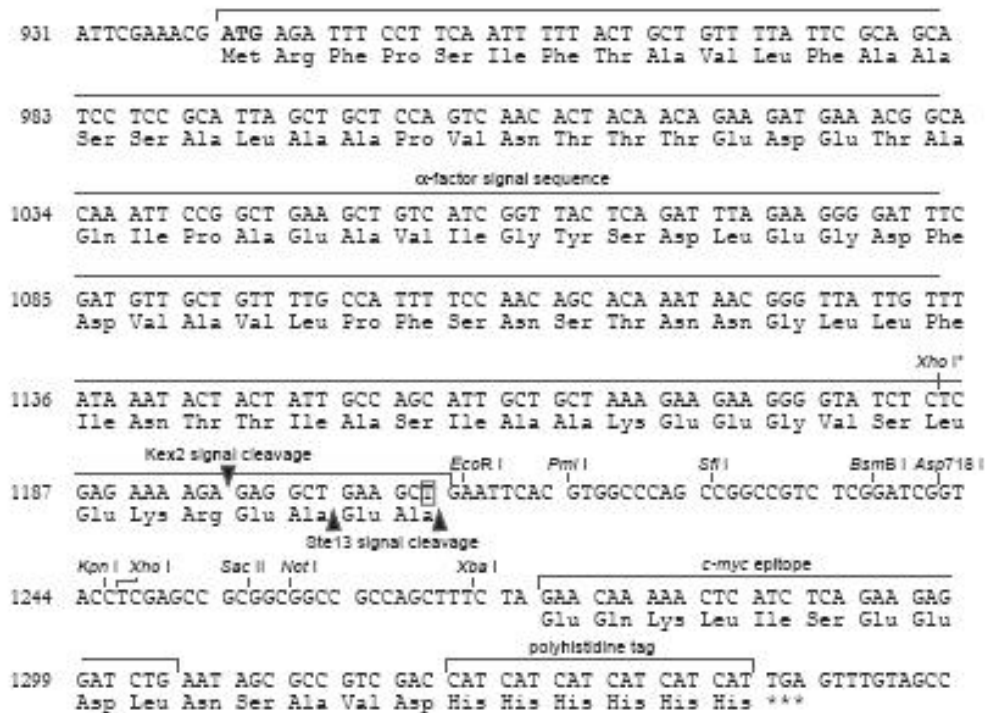 931 ATTCGAAACG ATG AGA TTT CCT TCA ATT TTT ACT GCT GTT TTA TTC GCA GCA
Met Arg Phe Pro Ser Ile Phe Thr Ala Val Leu Phe Ala Ala
983 TCC TCC GCA TTA GCT GCT CCA GTC AAC ACT ACA ACA GAA GAT GAA ACG GCA
Ser Ser Ala Leu Ala Ala Pro Val Asn Thr Thr Thr Glu Asp Glu Thr Ala
α-factor signal sequence
1034 CAA ATT CCG GCT GAA GCT GTC ATC GGT TAC TCA GAT TTA GAA GGG GAT TTC
Gln Ile Pro Ala Glu Ala Val Ile Gly Tyr Ser Asp Leu Glu Gly Asp Phe
1085 GAT GTT GCT GTT TTG CCA TTT TCC AAC AGC ACA AAT AAC GGG TTA TTG TTT
Asp Val Ala Val Leu Pro Phe Ser Asn Ser Thr Asn Asn Gly Leu Leu Phe
Xho I*
1136 ATA AAT ACT ACT ATT GCC AGC ATT GCT GCT AAA GAA GAA GGG GTA TCT CTC
Ile Asn Thr Thr Ile Ala Ser Ile Ala Ala Lys Glu Glu Gly Val Ser Leu
Kex2 signal cleavage
EcoR I Pml I Sfi I BsmB I Asp718 I
1187 GAG AAA AGA GAG GCT GAA GCT GAATTCAC GTGGCCCAG CCGGCCGTC TCGGATCGGT
Glu Lys Arg Glu Ala Glu Ala
Ste13 signal cleavage
Kpn I Xho I Sac II Not I Xba I c-myc epitope
1244 ACCTCGAGCC GCGGCGGCC GCCAGCTTTC TA GAA CAA AAA CTC ATC TCA GAA GAG
Glu Gln Lys Leu Ile Ser Glu Glu
polyhistidine tag
1299 GAT CTG AAT AGC GCC GTC GAC CAT CAT CAT CAT CAT CAT TGA GTTTGTAGCC
Asp Leu Asn Ser Ala Val Asp His His His His His His ***